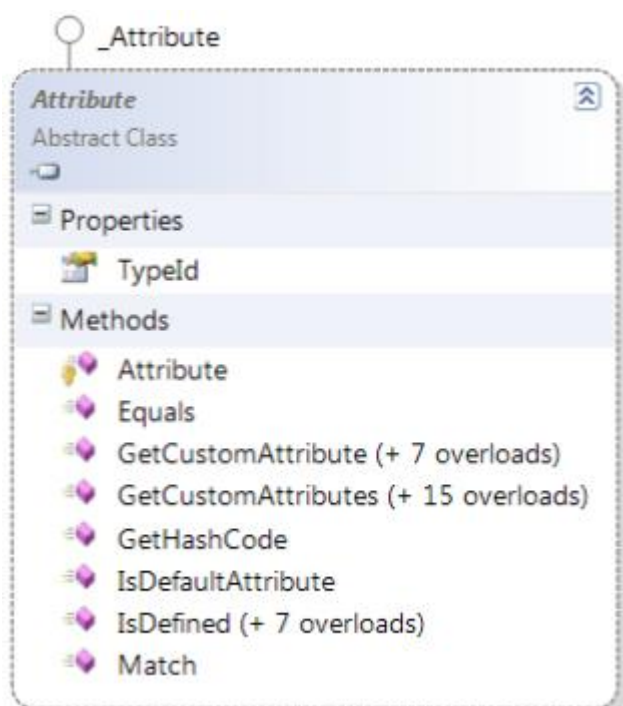 _Attribute
Attribute
Abstract Class
Properties
TypeId
Methods
Attribute
Equals
GetCustomAttribute (+ 7 overloads)
GetCustomAttributes (+ 15 overloads)
GetHashCode
IsDefaultAttribute
IsDefined (+ 7 overloads)
Match